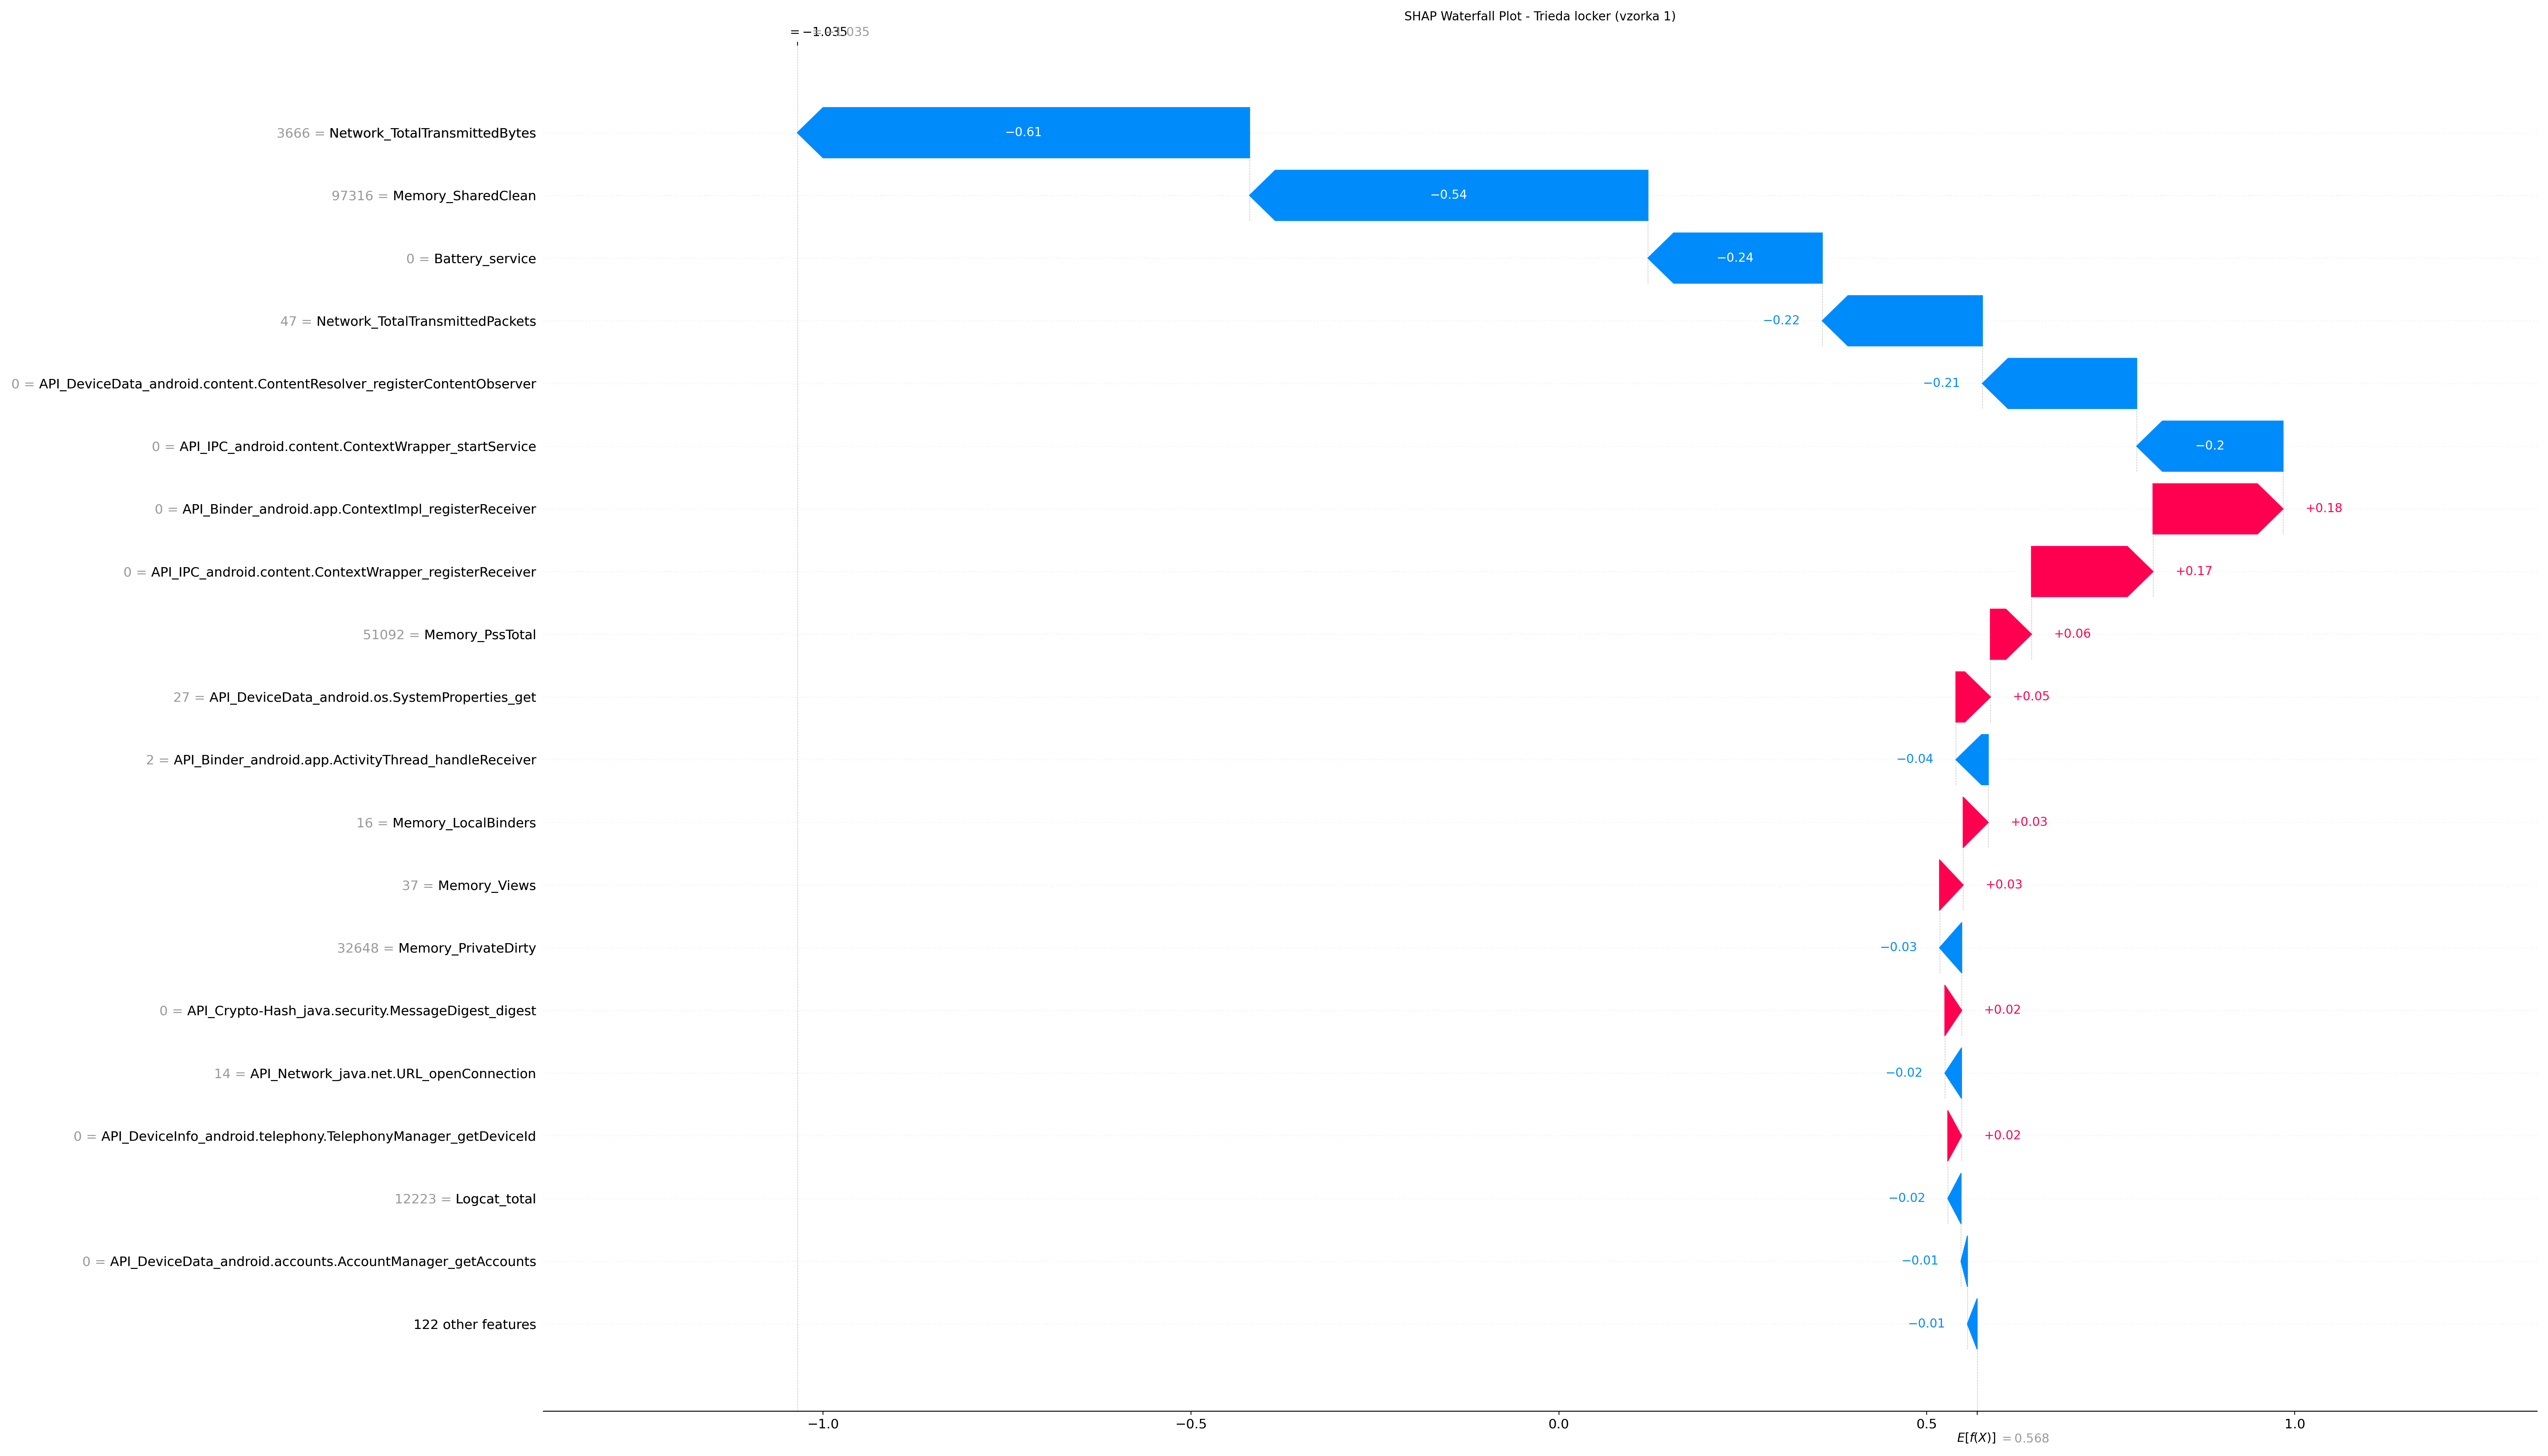 SHAP Waterfall Plot - Trieda locker (vzorka 1)
= −1.035
3666 = Network_TotalTransmittedBytes −0.61
97316 = Memory_SharedClean −0.54
0 = Battery_service −0.24
47 = Network_TotalTransmittedPackets −0.22
0 = API_DeviceData_android.content.ContentResolver_registerContentObserver −0.21
0 = API_IPC_android.content.ContextWrapper_startService −0.2
0 = API_Binder_android.app.ContextImpl_registerReceiver +0.18
0 = API_IPC_android.content.ContextWrapper_registerReceiver +0.17
51092 = Memory_PssTotal +0.06
27 = API_DeviceData_android.os.SystemProperties_get +0.05
2 = API_Binder_android.app.ActivityThread_handleReceiver −0.04
16 = Memory_LocalBinders +0.03
37 = Memory_Views +0.03
32648 = Memory_PrivateDirty −0.03
0 = API_Crypto-Hash_java.security.MessageDigest_digest +0.02
14 = API_Network_java.net.URL_openConnection −0.02
0 = API_DeviceInfo_android.telephony.TelephonyManager_getDeviceId +0.02
12223 = Logcat_total −0.02
0 = API_DeviceData_android.accounts.AccountManager_getAccounts −0.01
122 other features −0.01
−1.0 −0.5 0.0 0.5 1.0
E[f(X)] = 0.568